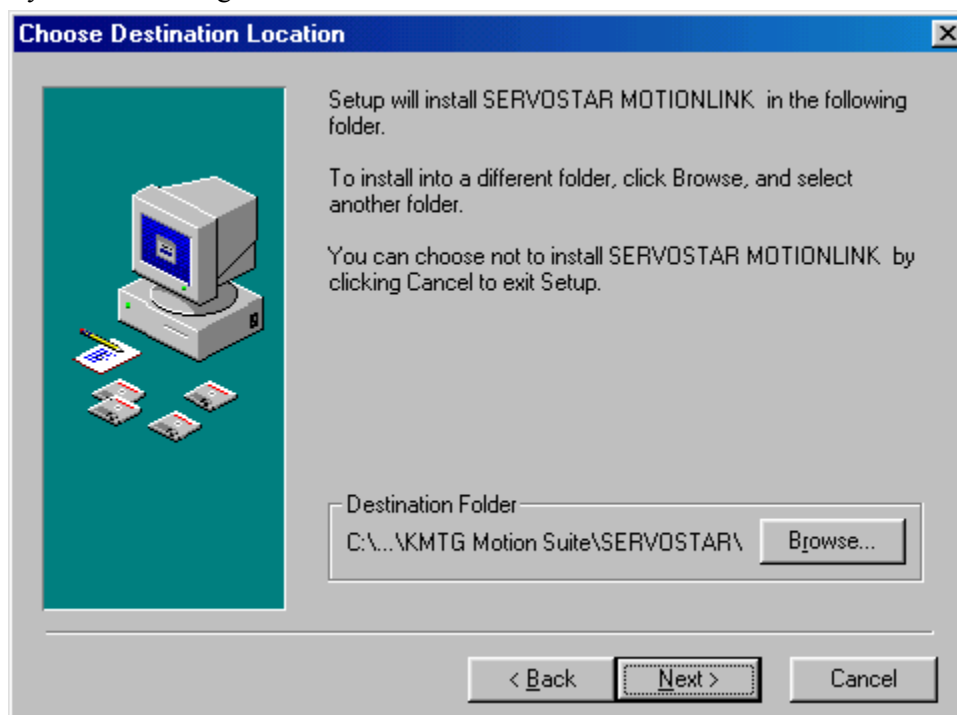 Choose Destination Location
Setup will install SERVOSTAR MOTIONLINK in the following
folder.
To install into a different folder, click Browse, and select
another folder.
You can choose not to install SERVOSTAR MOTIONLINK by
clicking Cancel to exit Setup.
Destination Folder
C:\...\KMTG Motion Suite\SERVOSTAR\
Browse...
< Back
Next >
Cancel